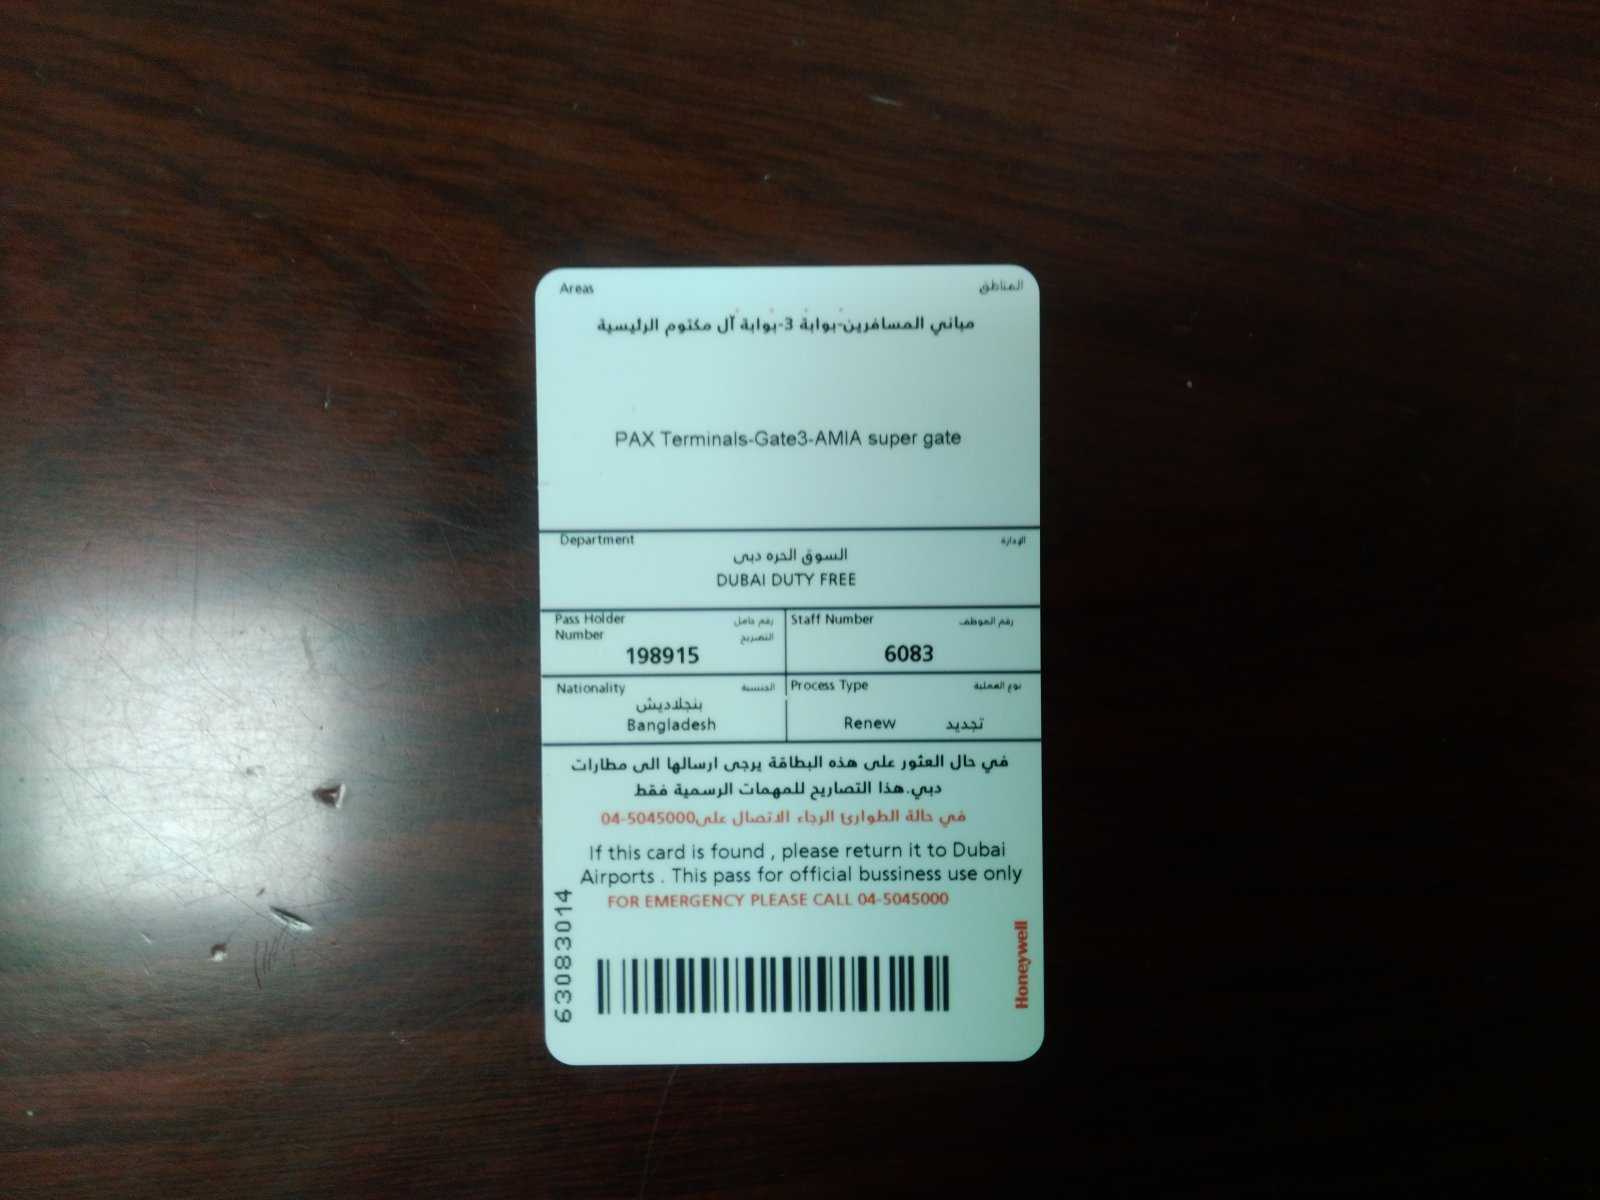 Areas المناطق
مباني المسافرين-بوابة 3-بوابة آل مكتوم الرئيسية
PAX Terminals-Gate3-AMIA super gate
Department الإدارة
السوق الحره دبى
DUBAI DUTY FREE
Pass Holder رقم حامل
Number التصريح
198915
Staff Number رقم الموظف
6083
Nationality الجنسية
بنجلاديش
Bangladesh
Process Type نوع العملية
Renew تجديد
في حال العثور على هذه البطاقة يرجى ارسالها الى مطارات
دبي.هذا التصاريح للمهمات الرسمية فقط
في حالة الطوارئ الرجاء الاتصال على04-5045000
If this card is found , please return it to Dubai
Airports . This pass for official bussiness use only
FOR EMERGENCY PLEASE CALL 04-5045000
63083014
Honeywell